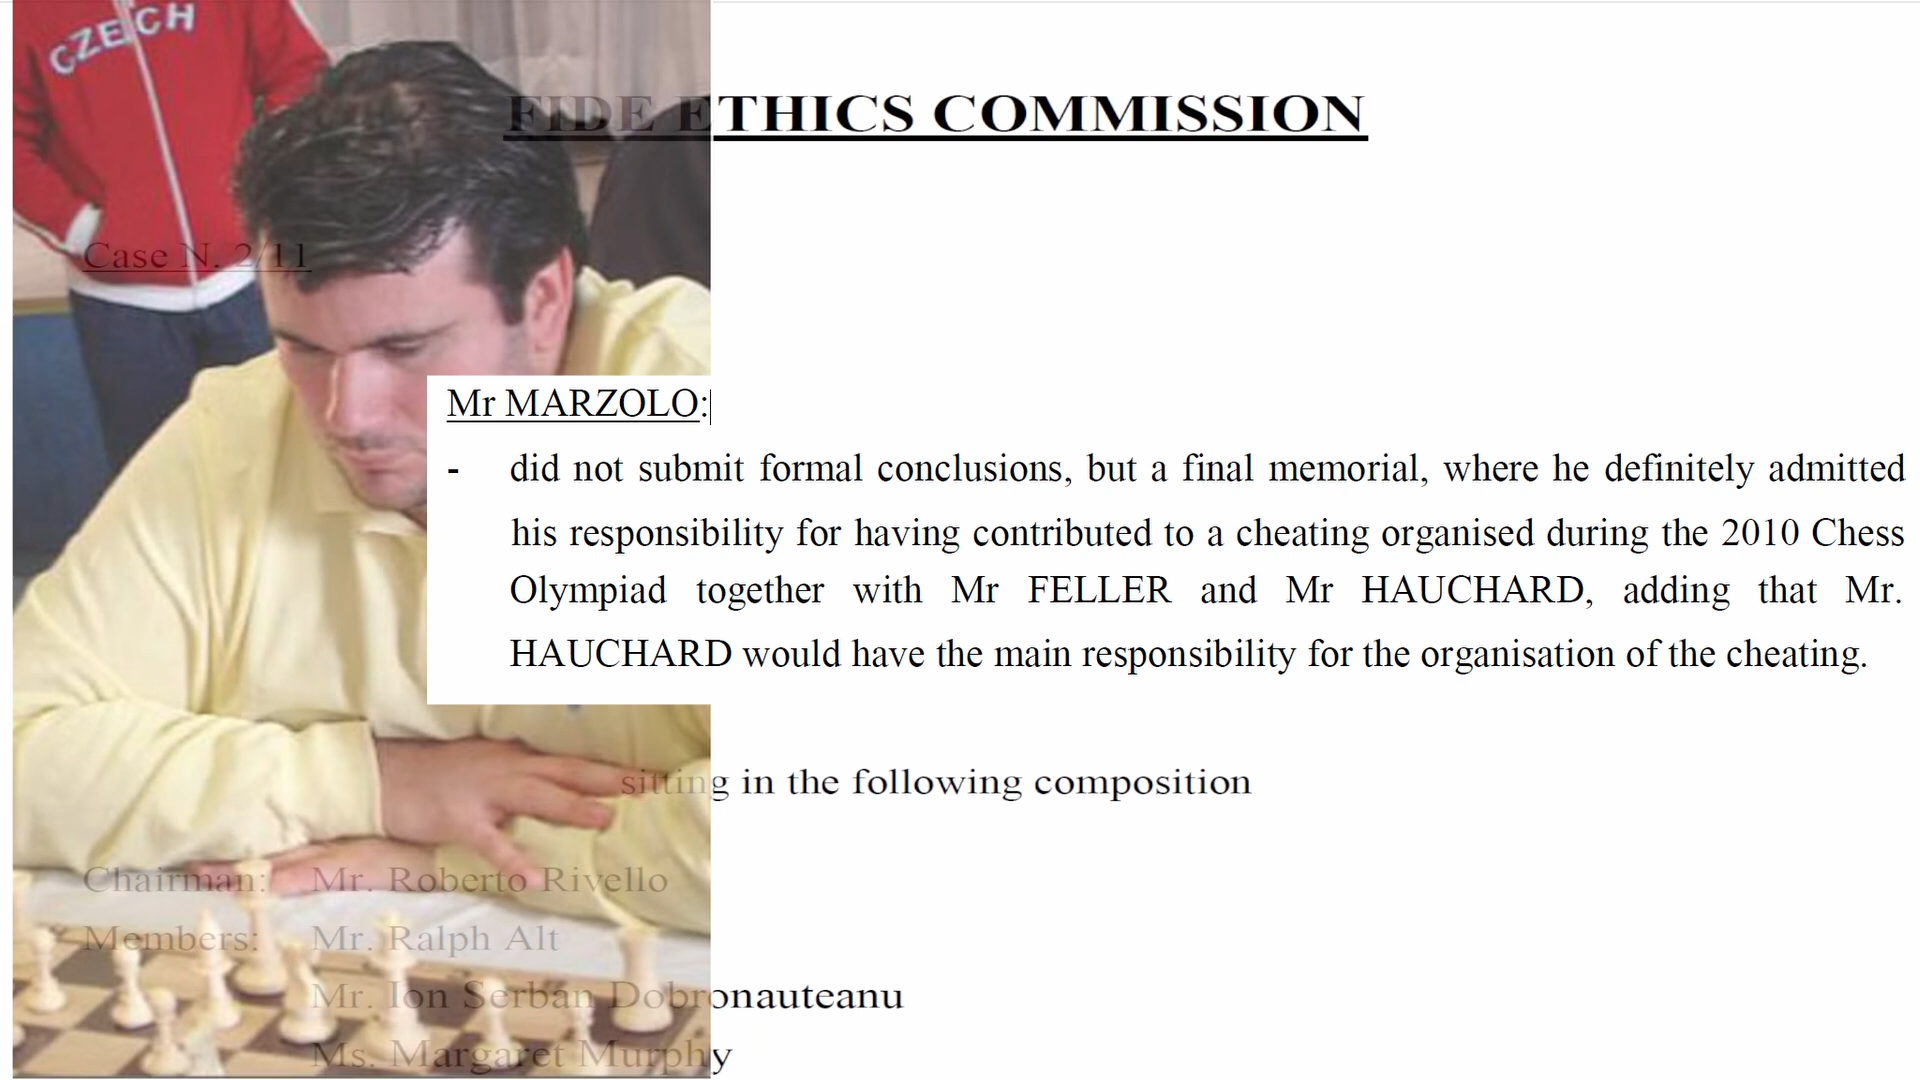 CZECH
FIDE ETHICS COMMISSION
Case N. 2/11
Mr MARZOLO:
- did not submit formal conclusions, but a final memorial, where he definitely admitted
his responsibility for having contributed to a cheating organised during the 2010 Chess
Olympiad together with Mr FELLER and Mr HAUCHARD, adding that Mr.
HAUCHARD would have the main responsibility for the organisation of the cheating.
sitting in the following composition
Chairman: Mr. Roberto Rivello
Members: Mr. Ralph Alt
Mr. Ion Serban Dobronauteanu
Ms. Margaret Murphy